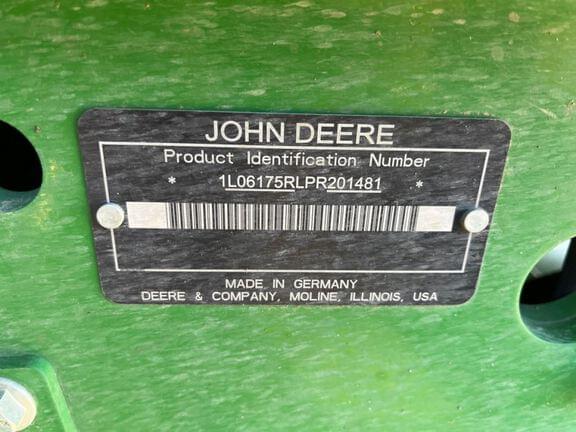 JOHN DEERE
Product Identification Number
* 1L06175RLPR201481 *
MADE IN GERMANY
DEERE & COMPANY, MOLINE, ILLINOIS, USA